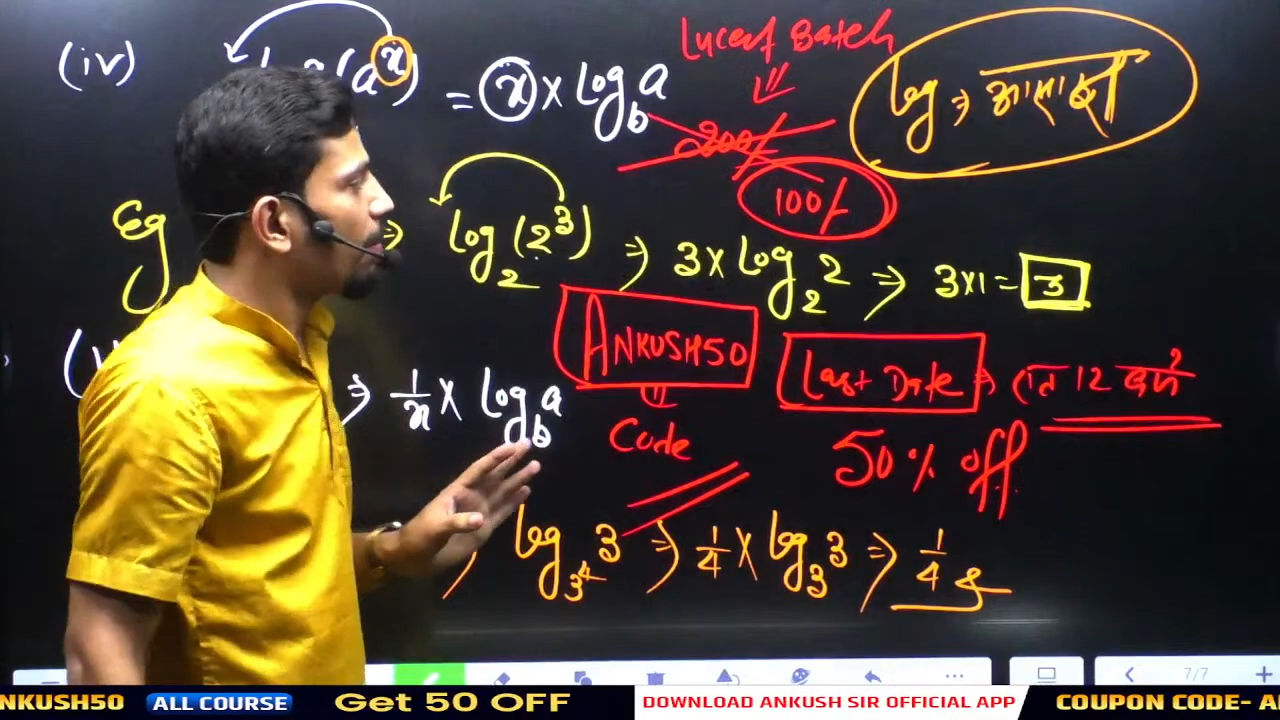 Lucent Batch
(iv) (a^x) = x × log_b a
200/-
100/-
log →
Eg ⇒ log_2 (2^3) ⇒ 3 × log_2 2 ⇒ 3×1 = 3
⇒ 1/x × log_b a
ANKUSH50
Code
Last Date ⇒ रात 12 बजे
50% off
log_{3^4} 3 ⇒ 1/4 × log_3 3 ⇒ 1/4
7/7
NKUSH50 ALL COURSE Get 50 OFF DOWNLOAD ANKUSH SIR OFFICIAL APP COUPON CODE- A